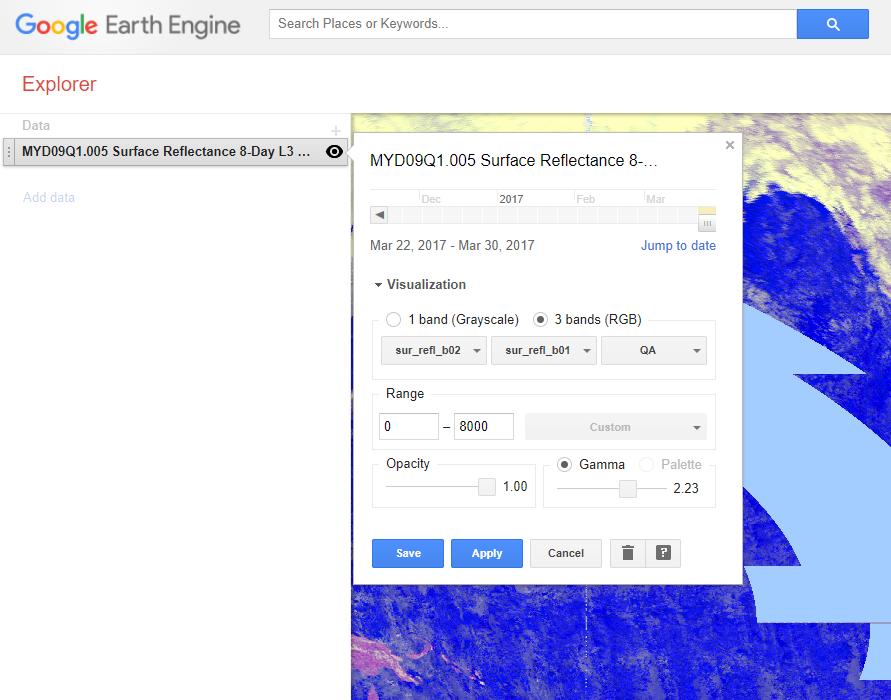 Google Earth Engine
Search Places or Keywords...
Explorer
Data
MYD09Q1.005 Surface Reflectance 8-Day L3 ...
Add data
MYD09Q1.005 Surface Reflectance 8-...
Dec 2017 Feb Mar
Mar 22, 2017 - Mar 30, 2017 Jump to date
Visualization
1 band (Grayscale) 3 bands (RGB)
sur_refl_b02 sur_refl_b01 QA
Range
0 – 8000 Custom
Opacity Gamma Palette
1.00 2.23
Save Apply Cancel ?